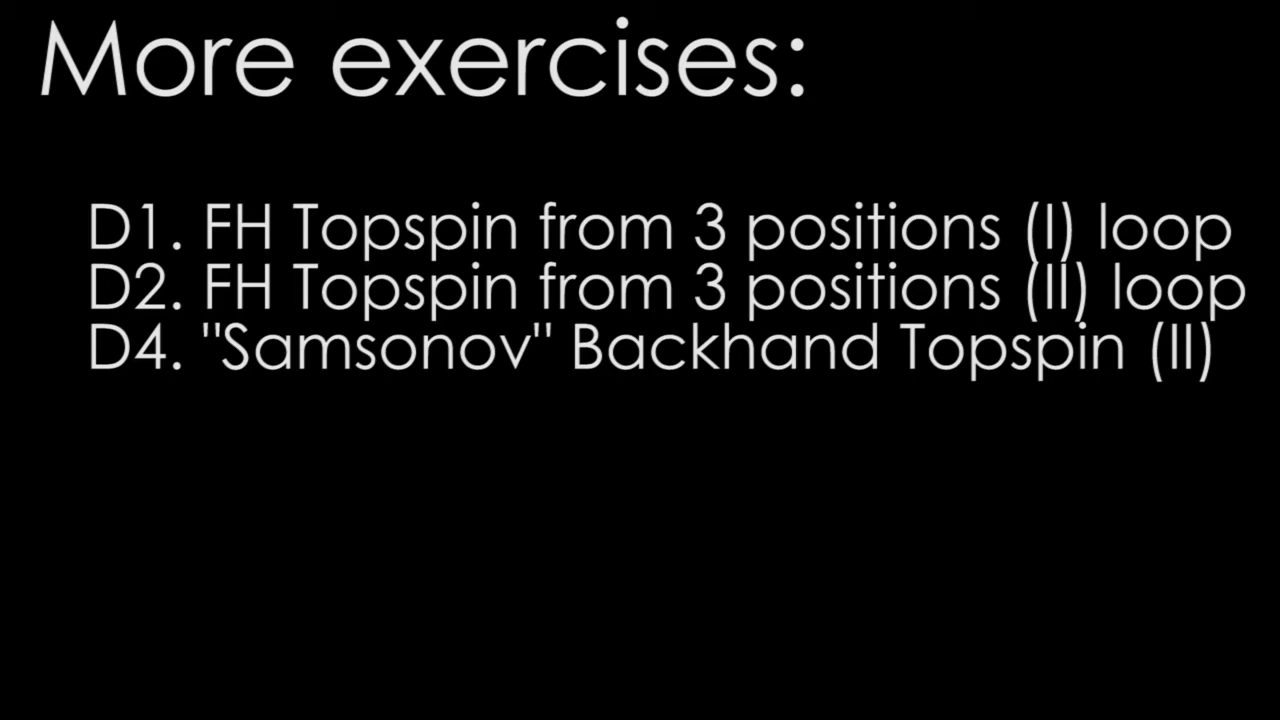 More exercises:
D1. FH Topspin from 3 positions (I) loop
D2. FH Topspin from 3 positions (II) loop
D4. "Samsonov" Backhand Topspin (II)